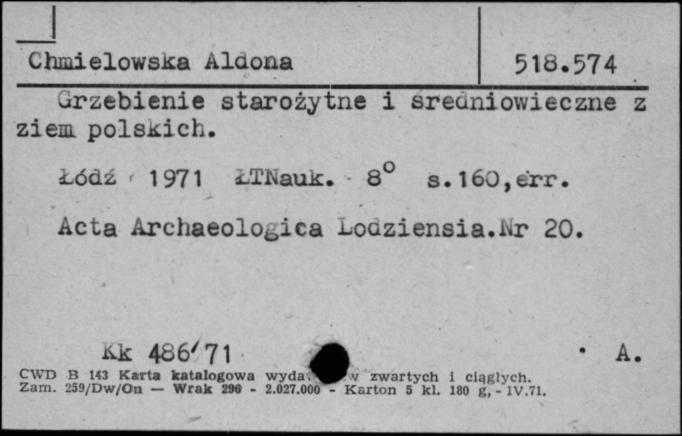 Chmielowska Aldona 518.574
Grzebienie starożytne i średniowieczne z
ziem polskich.
Łódź 1971 ŁTNauk. 8° s.160,err.
Acta Archaeologica Lodziensia.Nr 20.
Kk 486/71 A.
CWD B 143 Karta katalogowa zwartych i ciągłych.
Zam. 259/Dw/On — Wrak 296 - 2.027.000 - Karton 5 kl. 180 g, - IV.71.